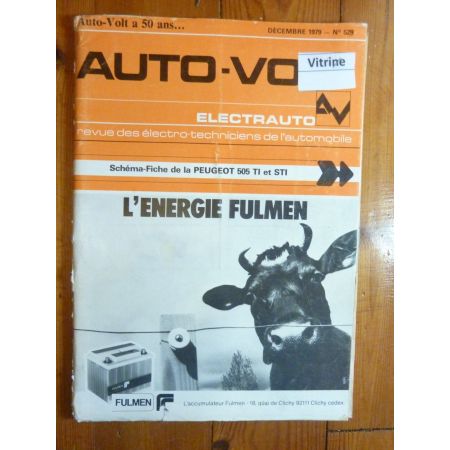 Auto-Volt a 50 ans...
DÉCEMBRE 1979 — N° 529
AUTO-VO
Vitrine
ELECTRAUTO
revue des électro-techniciens de l'automobile
Schéma-Fiche de la PEUGEOT 505 TI et STI
L'ENERGIE FULMEN
FULMEN
L'accumulateur Fulmen - 18, quai de Clichy 92111 Clichy cedex.